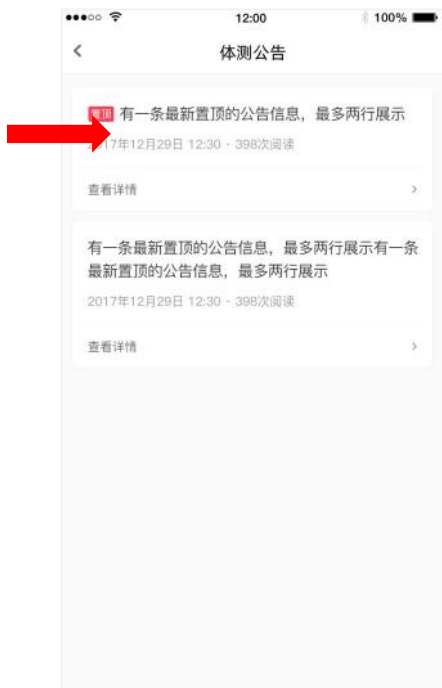 12:00
100%
体测公告
置顶 有一条最新置顶的公告信息，最多两行展示
17年12月29日 12:30 - 398次阅读
查看详情
有一条最新置顶的公告信息，最多两行展示有一条
最新置顶的公告信息，最多两行展示
2017年12月29日 12:30 - 398次阅读
查看详情